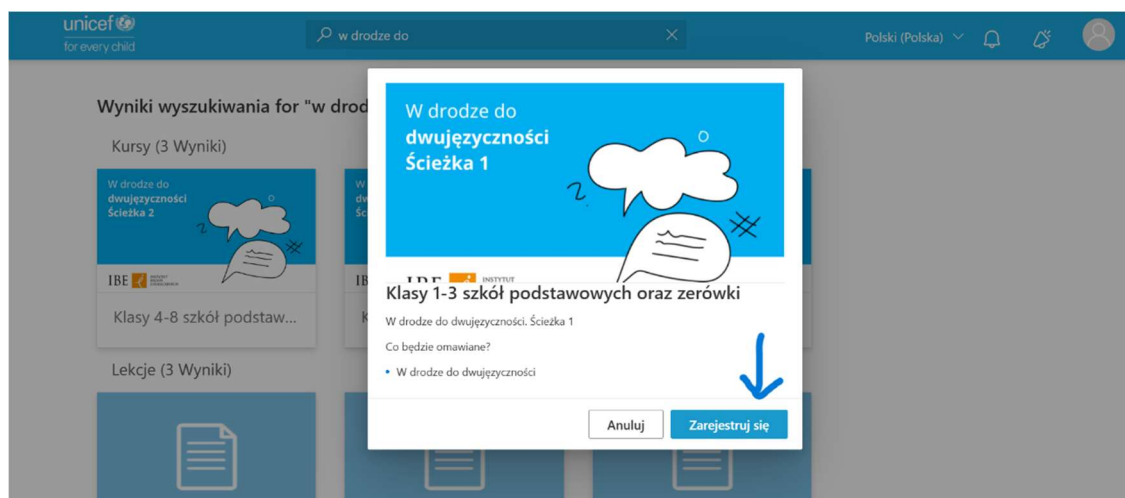 unicef
for every child
w drodze do
Polski (Polska)
Wyniki wyszukiwania for "w drod
Kursy (3 Wyniki)
W drodze do
dwujęzyczności
Ścieżka 2
IBE
Klasy 4-8 szkół podstaw...
Lekcje (3 Wyniki)
W drodze do
dwujęzyczności
Ścieżka 1
INSTYTUT
Klasy 1-3 szkół podstawowych oraz zerówki
W drodze do dwujęzyczności. Ścieżka 1
Co będzie omawiane?
• W drodze do dwujęzyczności
Anuluj
Zarejestruj się